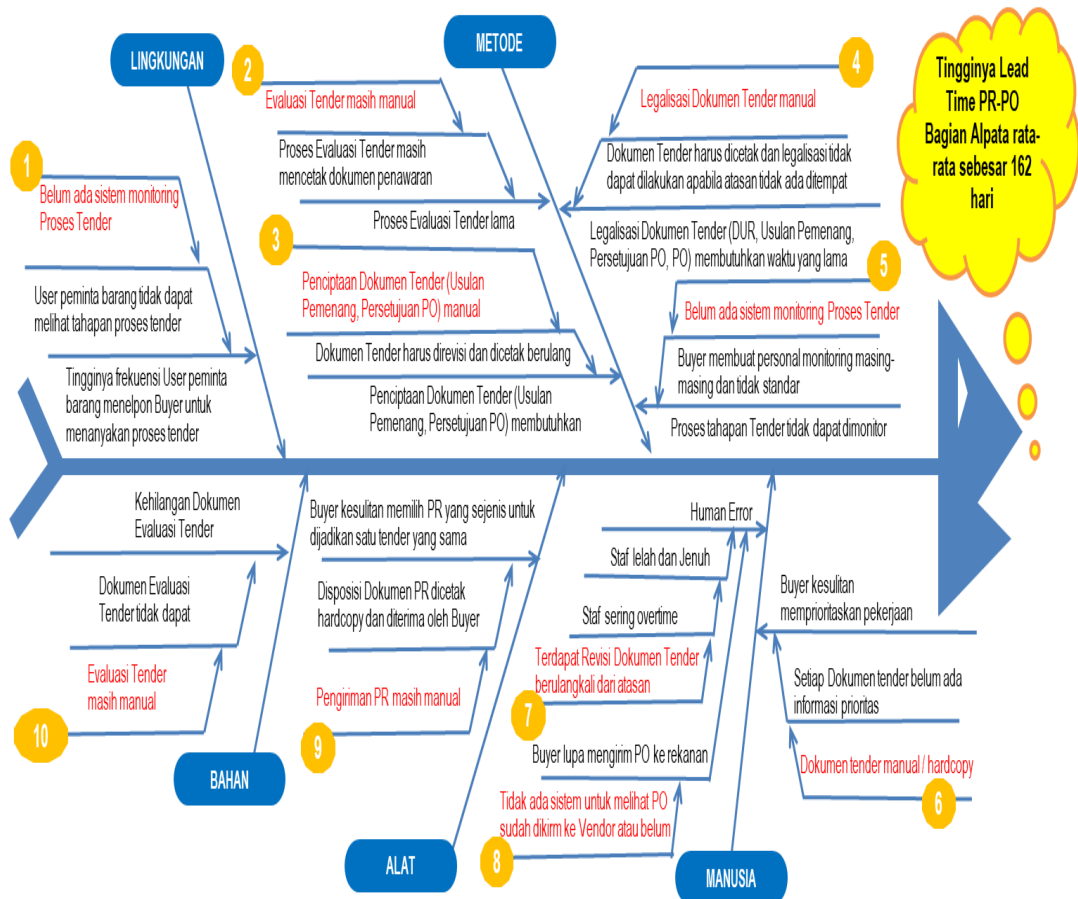 LINGKUNGAN
METODE
Tingginya Lead
Time PR-PO
Bagian Alpata rata-
rata sebesar 162
hari
1
Belum ada sistem monitoring
Proses Tender
User peminta barang tidak dapat
melihat tahapan proses tender
Tingginya frekuensi User peminta
barang menelpon Buyer untuk
menanyakan proses tender
2
Evaluasi Tender masih manual
Proses Evaluasi Tender masih
mencetak dokumen penawaran
Proses Evaluasi Tender lama
3
Penciptaan Dokumen Tender (Usulan
Pemenang, Persetujuan PO) manual
Dokumen Tender harus direvisi dan dicetak berulang
Penciptaan Dokumen Tender (Usulan
Pemenang, Persetujuan PO) membutuhkan
4
Legalisasi Dokumen Tender manual
Dokumen Tender harus dicetak dan legalisasi tidak
dapat dilakukan apabila atasan tidak ada ditempat
Legalisasi Dokumen Tender (DUR, Usulan Pemenang,
Persetujuan PO, PO) membutuhkan waktu yang lama
5
Belum ada sistem monitoring Proses Tender
Buyer membuat personal monitoring masing-
masing dan tidak standar
Proses tahapan Tender tidak dapat dimonitor
Kehilangan Dokumen
Evaluasi Tender
Dokumen Evaluasi
Tender tidak dapat
Evaluasi Tender
masih manual
10
BAHAN
Buyer kesulitan memilih PR yang sejenis untuk
dijadikan satu tender yang sama
Disposisi Dokumen PR dicetak
hardcopy dan diterima oleh Buyer
Pengiriman PR masih manual
9
ALAT
Human Error
Staf lelah dan Jenuh
Staf sering overtime
Terdapat Revisi Dokumen Tender
berulangkali dari atasan
7
Buyer lupa mengirim PO ke rekanan
Tidak ada sistem untuk melihat PO
sudah dikirm ke Vendor atau belum
8
Buyer kesulitan
memprioritaskan pekerjaan
Setiap Dokumen tender belum ada
informasi prioritas
Dokumen tender manual / hardcopy
6
MANUSIA